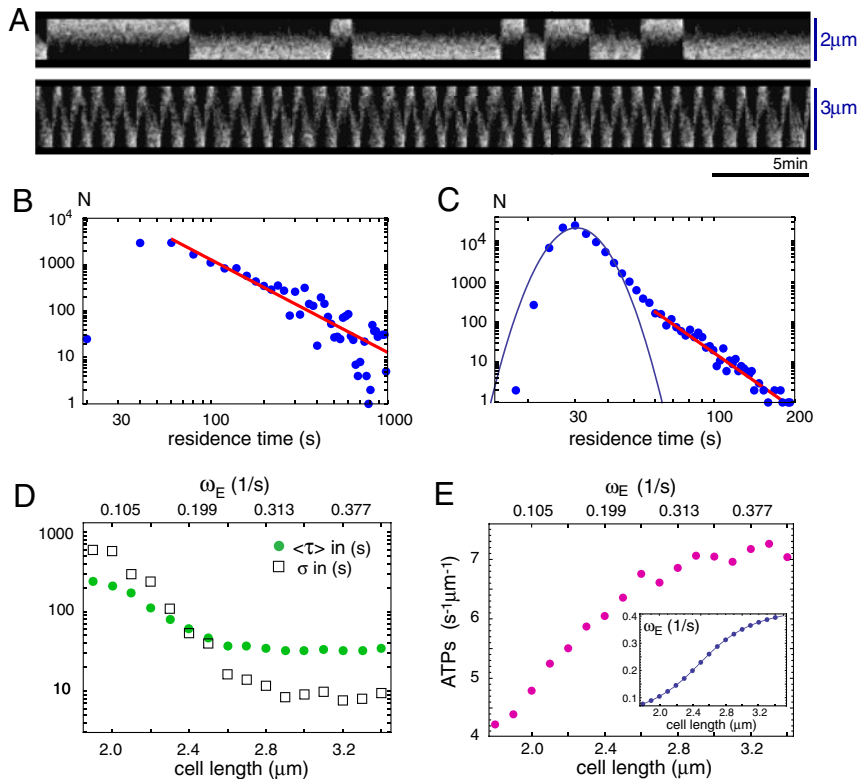 A
2μm
3μm
5min
B
N
10⁴
1000
100
10
1
30
100
1000
residence time (s)
C
N
10⁴
1000
100
10
1
30
100
200
residence time (s)
D
ω_E (1/s)
0.105
0.199
0.313
0.377
1000
100
10
<τ> in (s)
σ in (s)
2.0
2.4
2.8
3.2
cell length (μm)
E
ω_E (1/s)
0.105
0.199
0.313
0.377
ATPs (s⁻¹μm⁻¹)
7
6
5
4
ω_E (1/s)
0.4
0.3
0.2
0.1
2.0
2.4
2.8
3.2
cell length (μm)
2.0
2.4
2.8
3.2
cell length (μm)